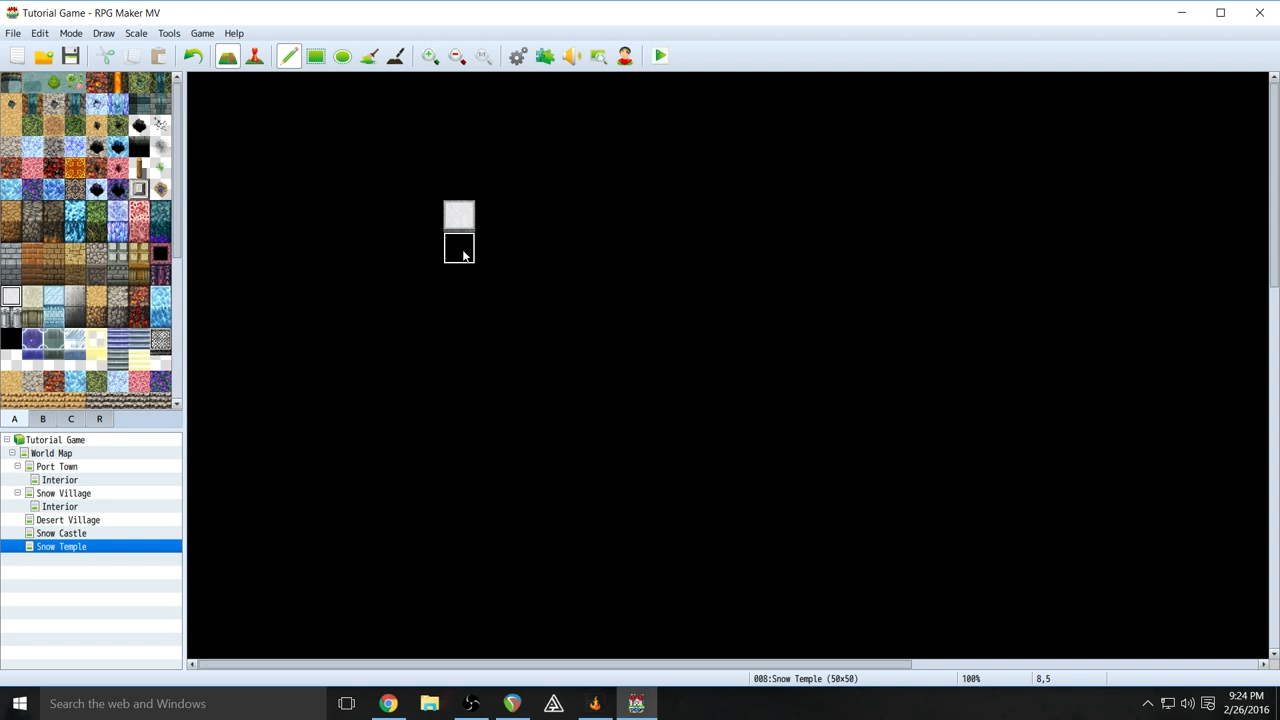 Tutorial Game - RPG Maker MV
File Edit Mode Draw Scale Tools Game Help
A B C R
Tutorial Game
World Map
Port Town
Interior
Snow Village
Interior
Desert Village
Snow Castle
Snow Temple
008:Snow Temple (50×50) 100% 8,5
Search the web and Windows
9:24 PM
2/26/2016